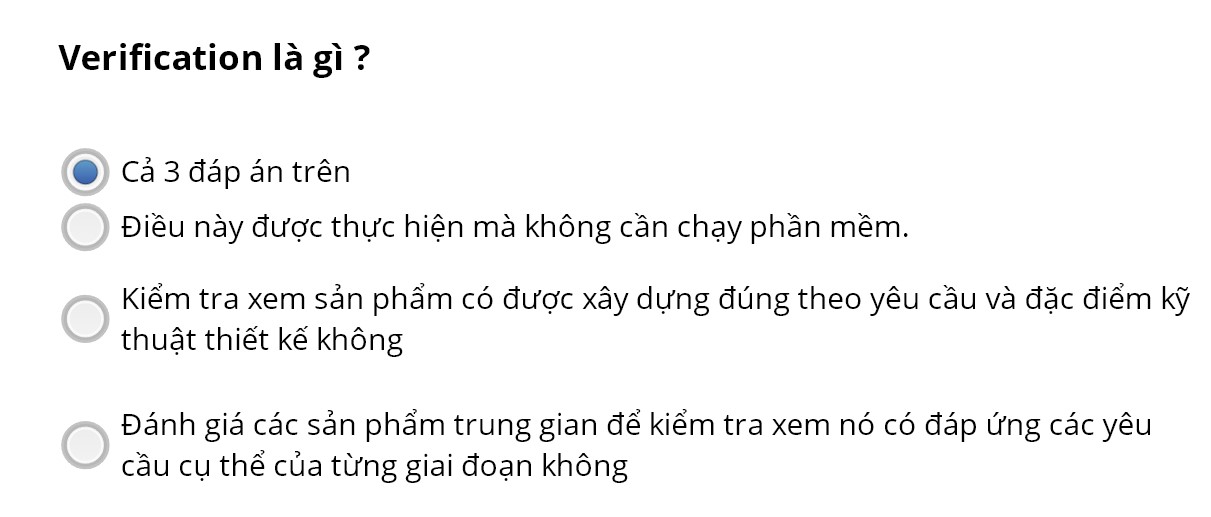 Verification là gì ?
Cả 3 đáp án trên
Điều này được thực hiện mà không cần chạy phần mềm.
Kiểm tra xem sản phẩm có được xây dựng đúng theo yêu cầu và đặc điểm kỹ
thuật thiết kế không
Đánh giá các sản phẩm trung gian để kiểm tra xem nó có đáp ứng các yêu
cầu cụ thể của từng giai đoạn không